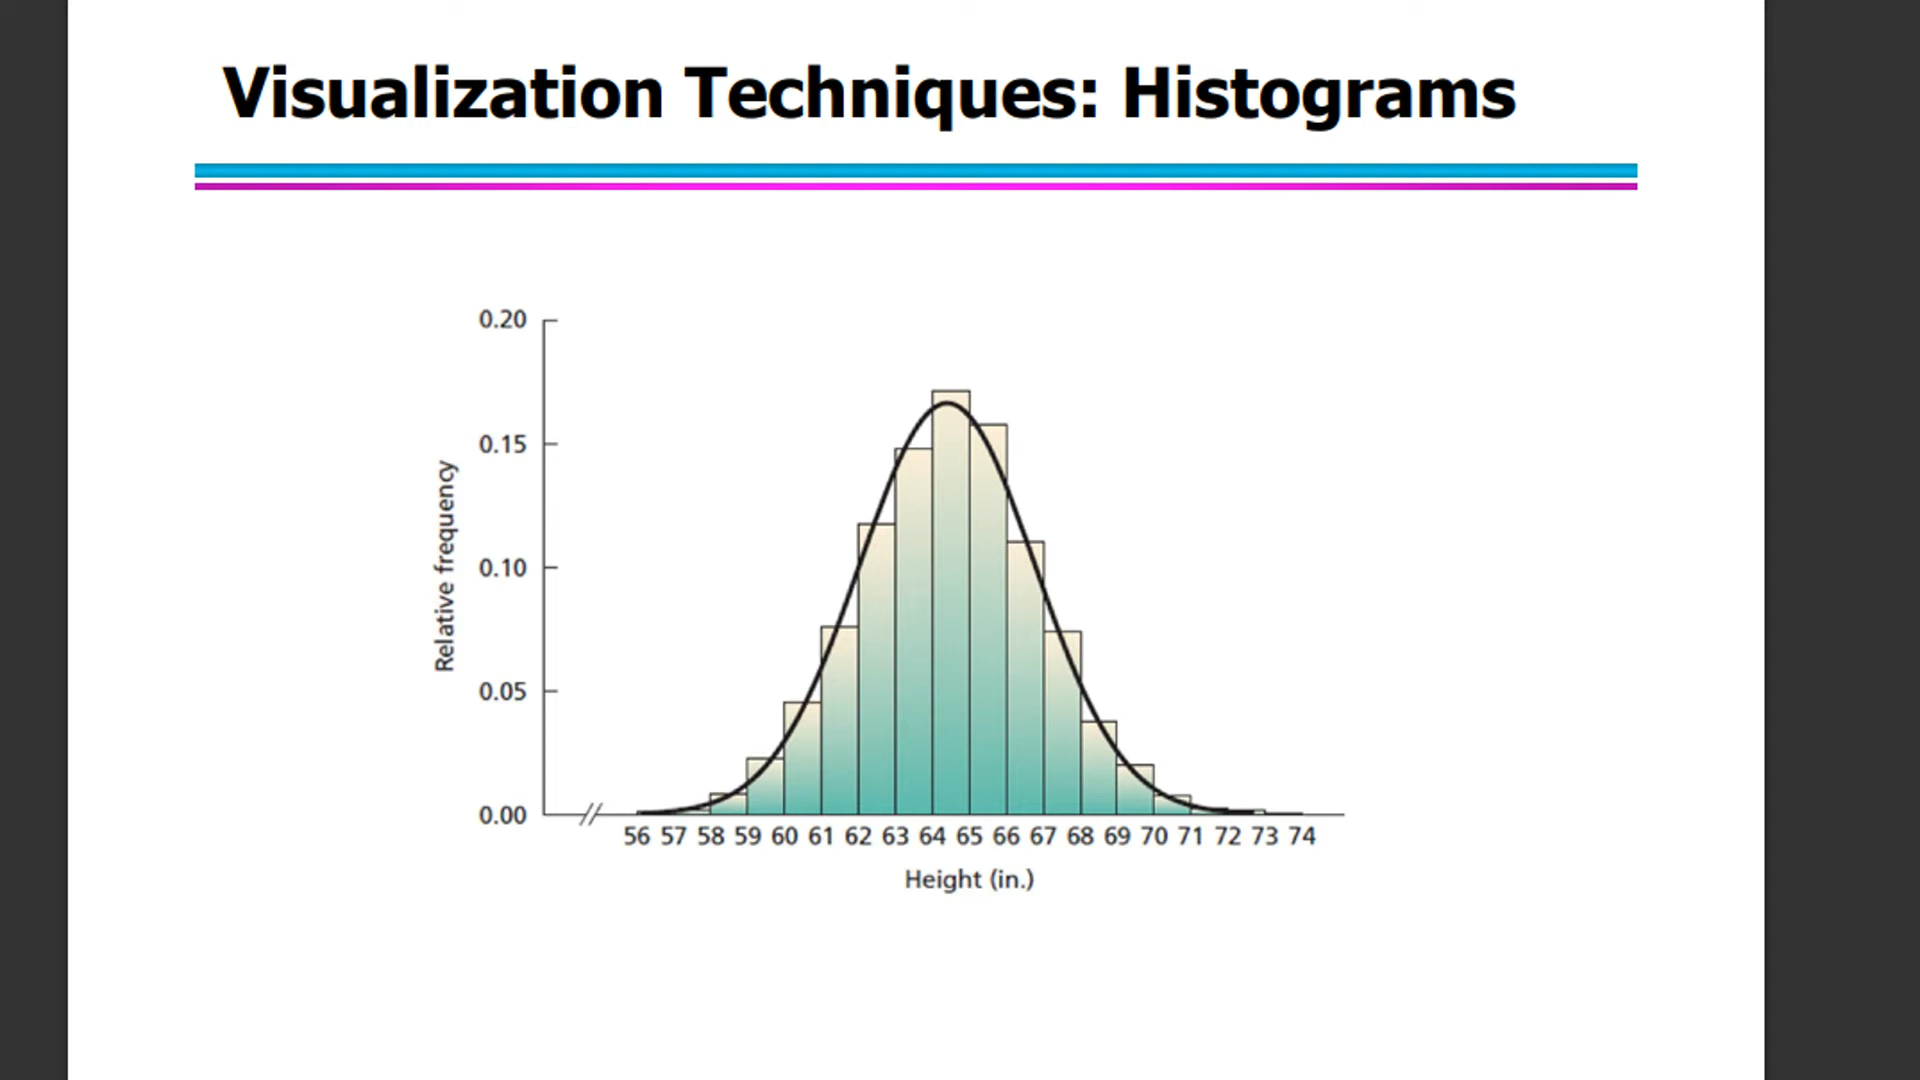 Visualization Techniques: Histograms
0.20
0.15
0.10
0.05
0.00
Relative frequency
56 57 58 59 60 61 62 63 64 65 66 67 68 69 70 71 72 73 74
Height (in.)